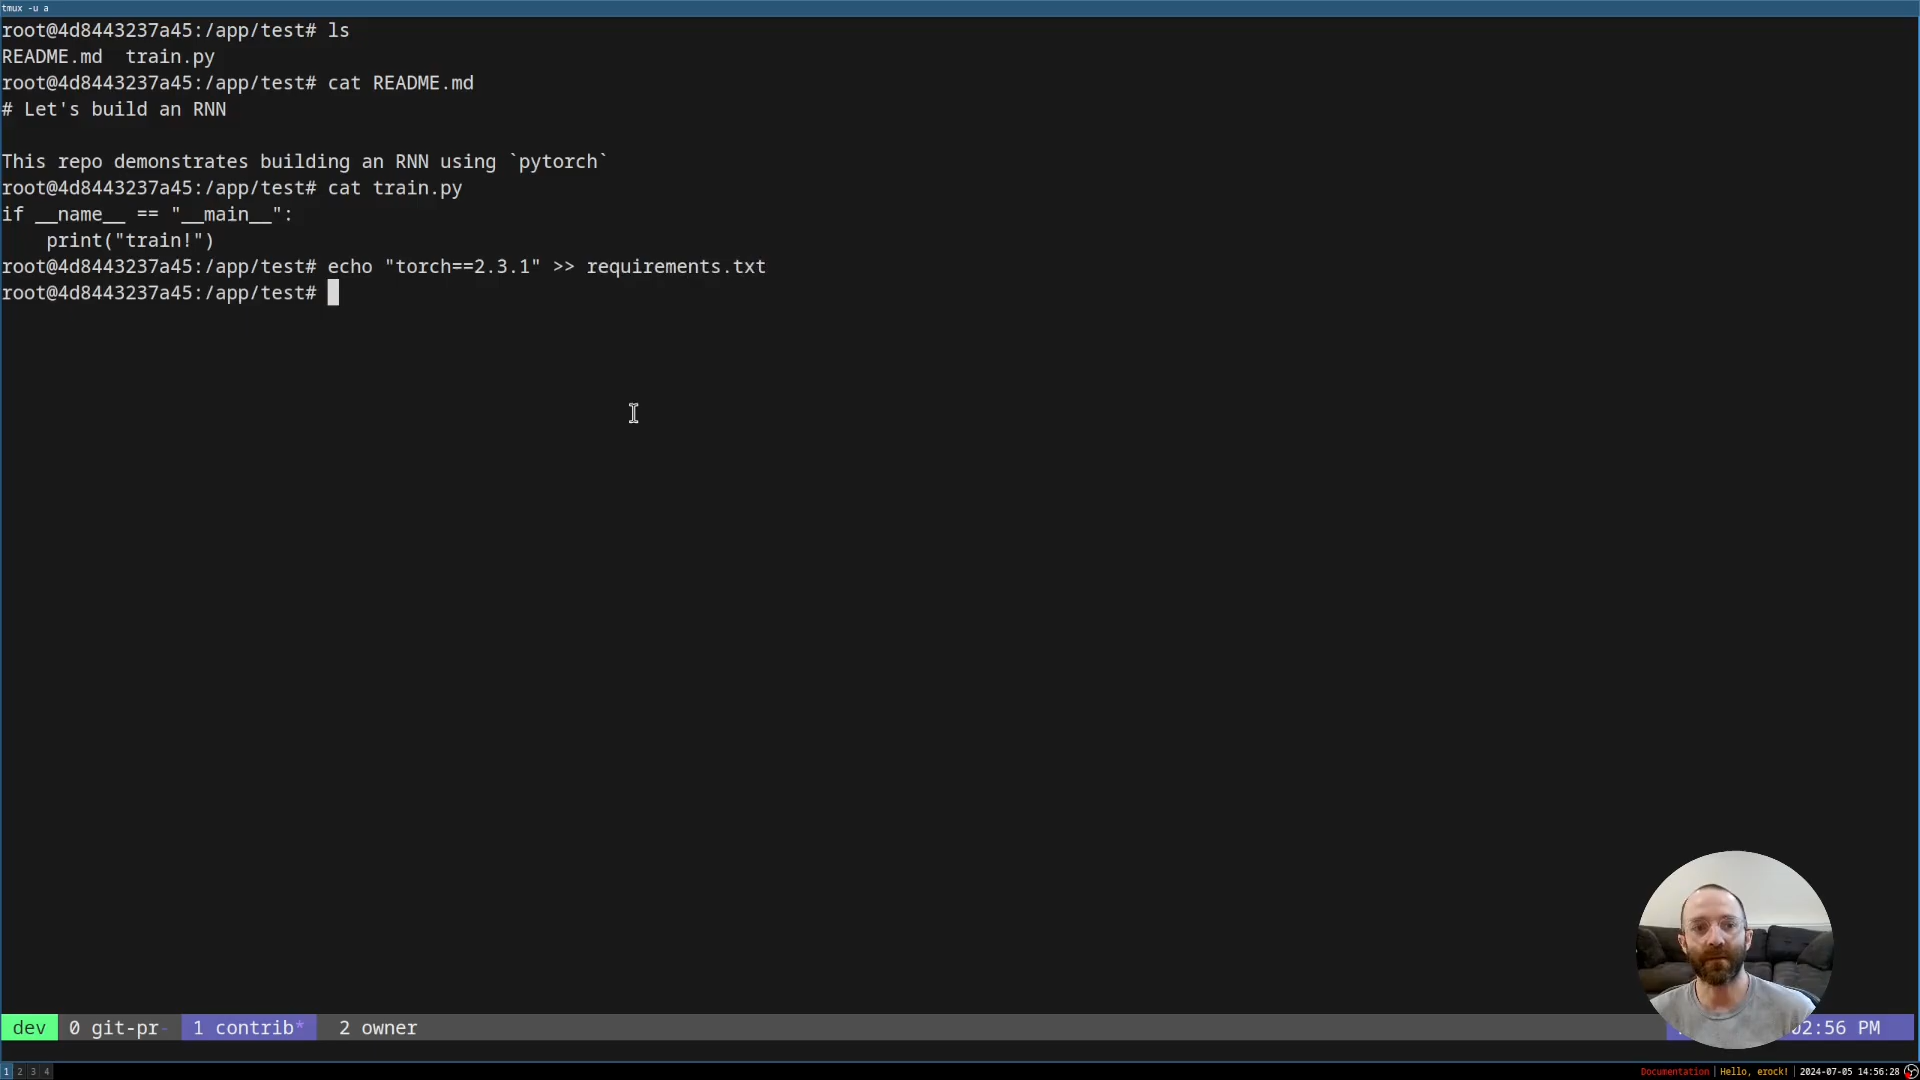 tmux -u a
root@4d8443237a45:/app/test# ls
README.md  train.py
root@4d8443237a45:/app/test# cat README.md
# Let's build an RNN

This repo demonstrates building an RNN using `pytorch`
root@4d8443237a45:/app/test# cat train.py
if __name__ == "__main__":
    print("train!")
root@4d8443237a45:/app/test# echo "torch==2.3.1" >> requirements.txt
root@4d8443237a45:/app/test#
dev 0 git-pr- 1 contrib* 2 owner 02:56 PM
1 2 3 4 Documentation | Hello, erock! | 2024-07-05 14:56:28